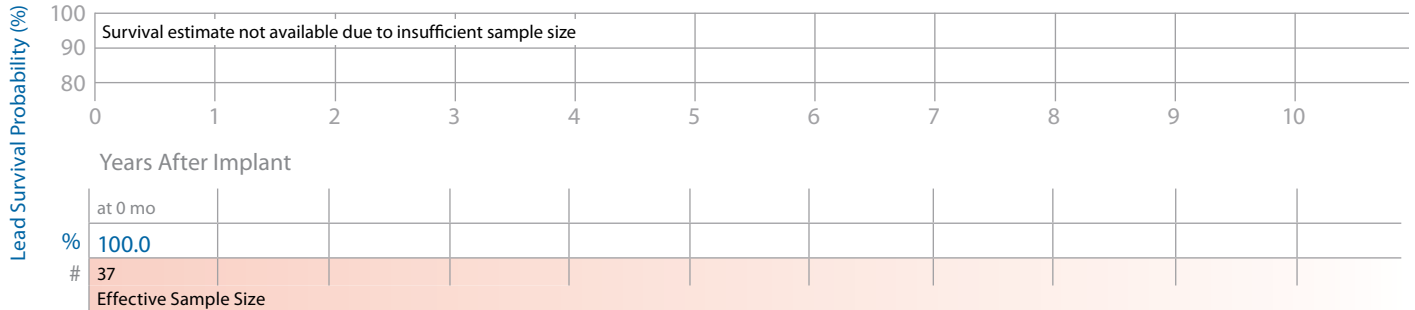 Lead Survival Probability (%)
100
Survival estimate not available due to insufficient sample size
90
80
0 1 2 3 4 5 6 7 8 9 10
Years After Implant
at 0 mo
% 100.0
# 37
Effective Sample Size